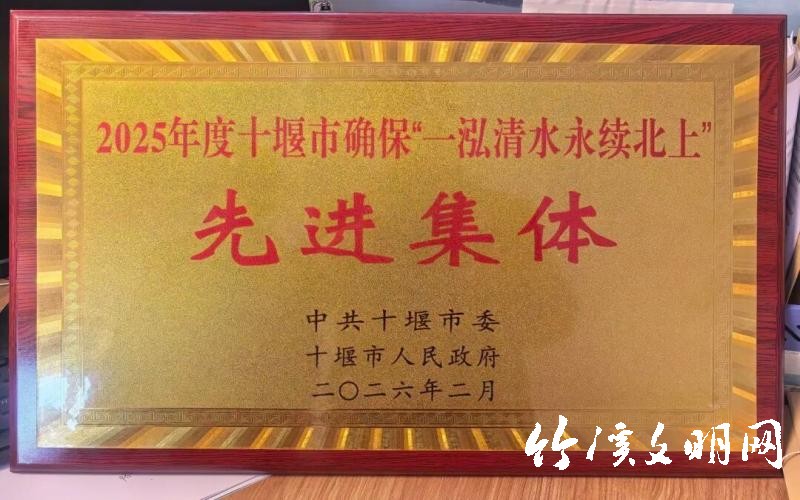 2025年度十堰市确保“一泓清水永续北上”
先进集体
中共十堰市委
十堰市人民政府
二〇二六年二月
竹溪文明网